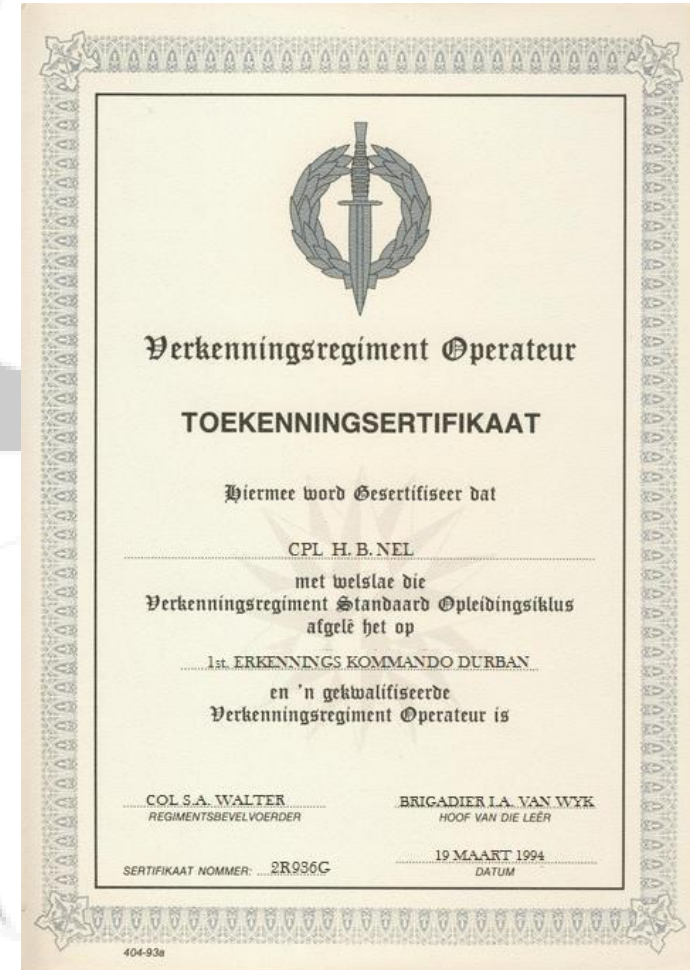 Verkenningsregiment Operateur
TOEKENNINGSERTIFIKAAT
Hiermee word Gesertifiseer dat
CPL H. B. NEL
met welslae die
Verkenningsregiment Standaard Opleidingsiklus
afgelê het op
1st. ERKENNINGS KOMMANDO DURBAN
en 'n gekwalifiseerde
Verkenningsregiment Operateur is
COL S.A. WALTER
REGIMENTSBEVELVOERDER
BRIGADIER I.A. VAN WYK
HOOF VAN DIE LEËR
SERTIFIKAAT NOMMER: 2R936G
19 MAART 1994
DATUM
404-93a